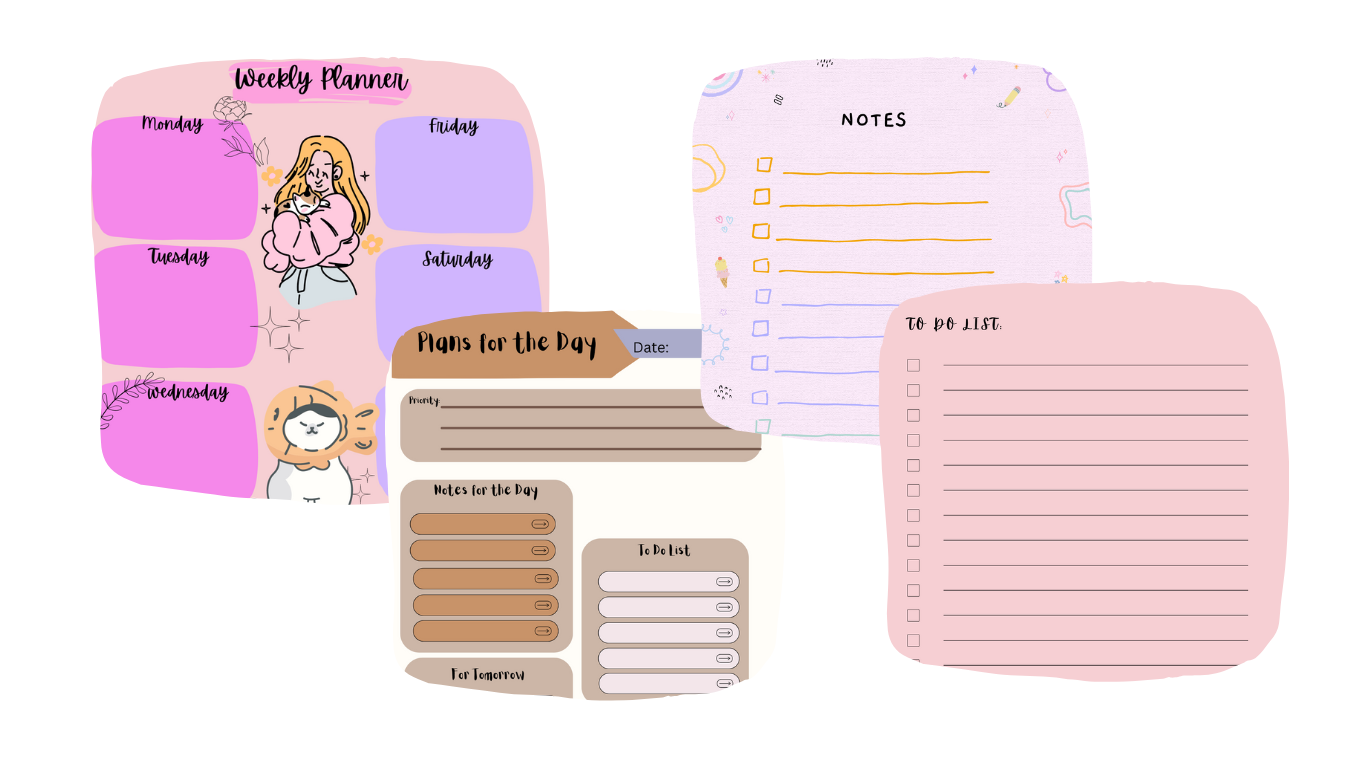 Weekly Planner
Monday
Friday
Tuesday
Saturday
wednesday
Plans for the Day
Date:
Priority:
Notes for the Day
To Do List
For Tomorrow
NOTES
TO DO LIST: